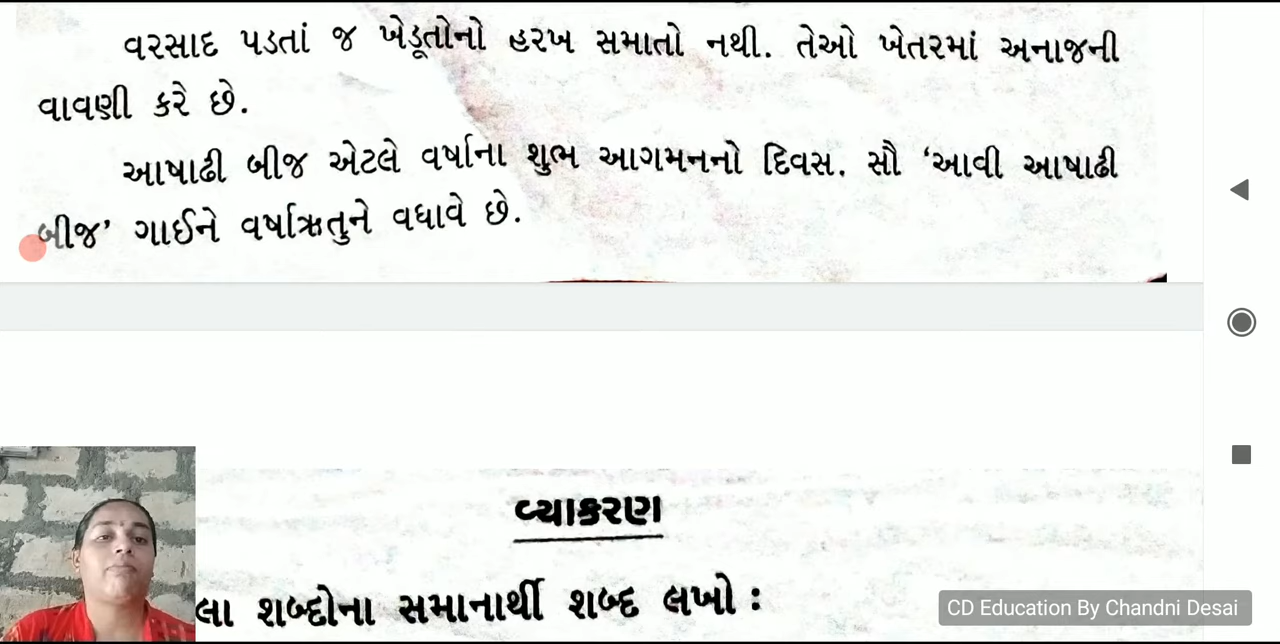 વરસાદ પડતાં જ ખેડૂતોનો હરખ સમાતો નથી. તેઓ ખેતરમાં અનાજની
વાવણી કરે છે.
આષાઢી બીજ એટલે વર્ષાના શુભ આગમનનો દિવસ. સૌ ‘આવી આષાઢી
બીજ’ ગાઈને વર્ષાઋતુને વધાવે છે.
વ્યાકરણ
લા શબ્દોના સમાનાર્થી શબ્દ લખો :
CD Education By Chandni Desai